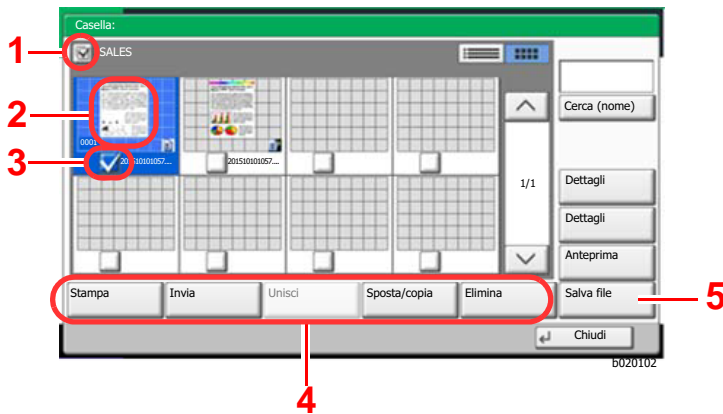 Casella:
1
SALES
2
Cerca (nome)
0001
3
201510101057....
201510101057....
1/1
Dettagli
Dettagli
Anteprima
Stampa
Invia
Unisci
Sposta/copia
Elimina
Salva file
5
Chiudi
b020102
4